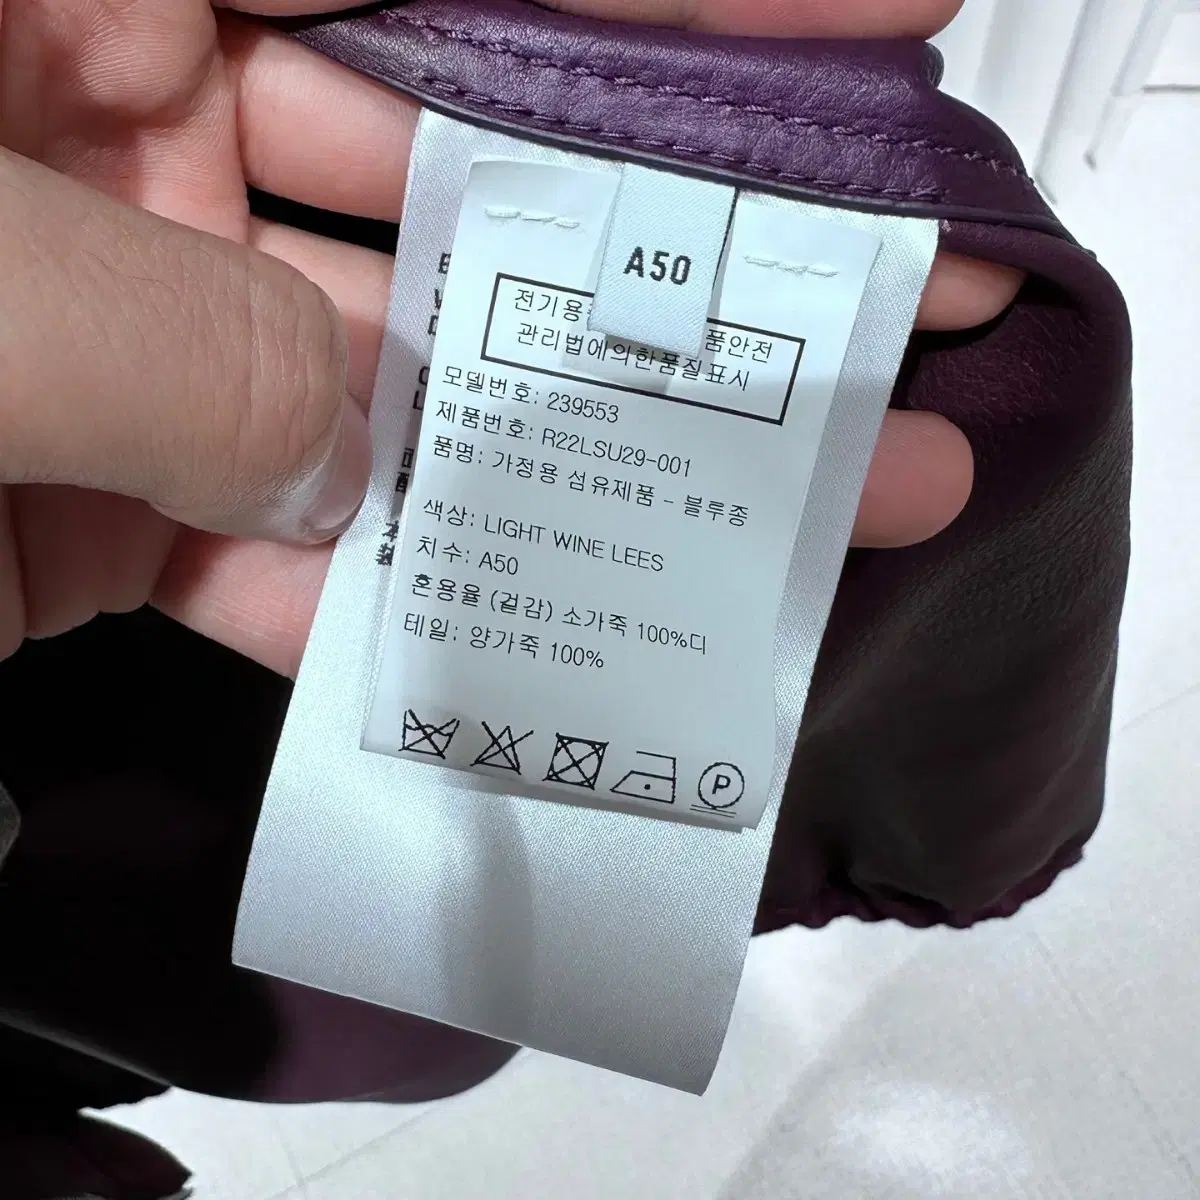 A50
전기용 품안전
관리법에의한품질표시
모델번호: 239553
제품번호: R22LSU29-001
품명: 가정용 섬유제품 - 블루종
색상: LIGHT WINE LEES
치수: A50
혼용율 (겉감) 소가죽 100%디
테일: 양가죽 100%
P